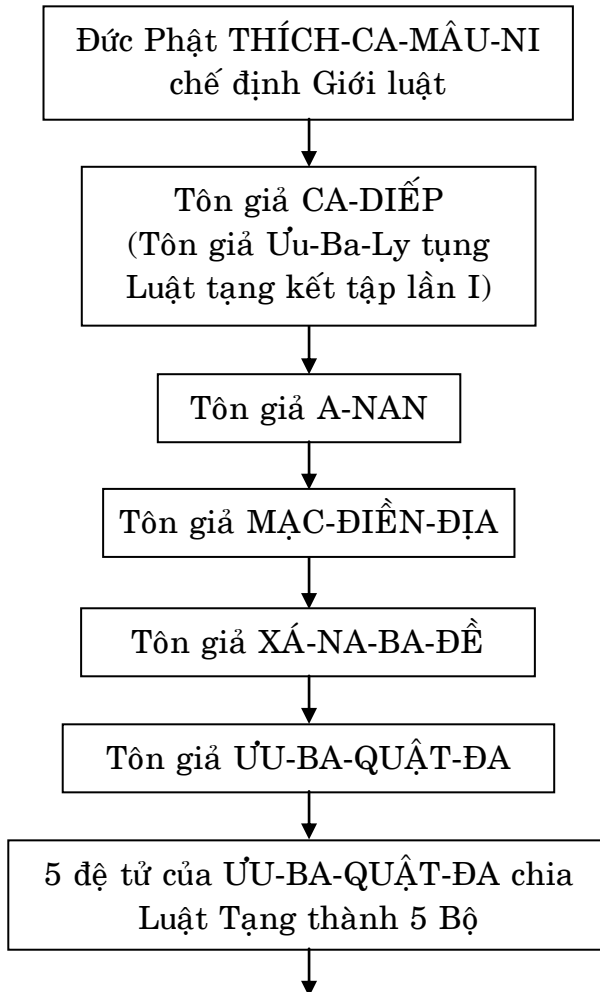 Đức Phật THÍCH-CA-MÂU-NI
chế định Giới luật
Tôn giả CA-DIẾP
(Tôn giả Ưu-Ba-Ly tụng
Luật tạng kết tập lần I)
Tôn giả A-NAN
Tôn giả MẠC-ĐIỀN-ĐỊA
Tôn giả XÁ-NA-BA-ĐỀ
Tôn giả ƯU-BA-QUẬT-ĐA
5 đệ tử của ƯU-BA-QUẬT-ĐA chia
Luật Tạng thành 5 Bộ